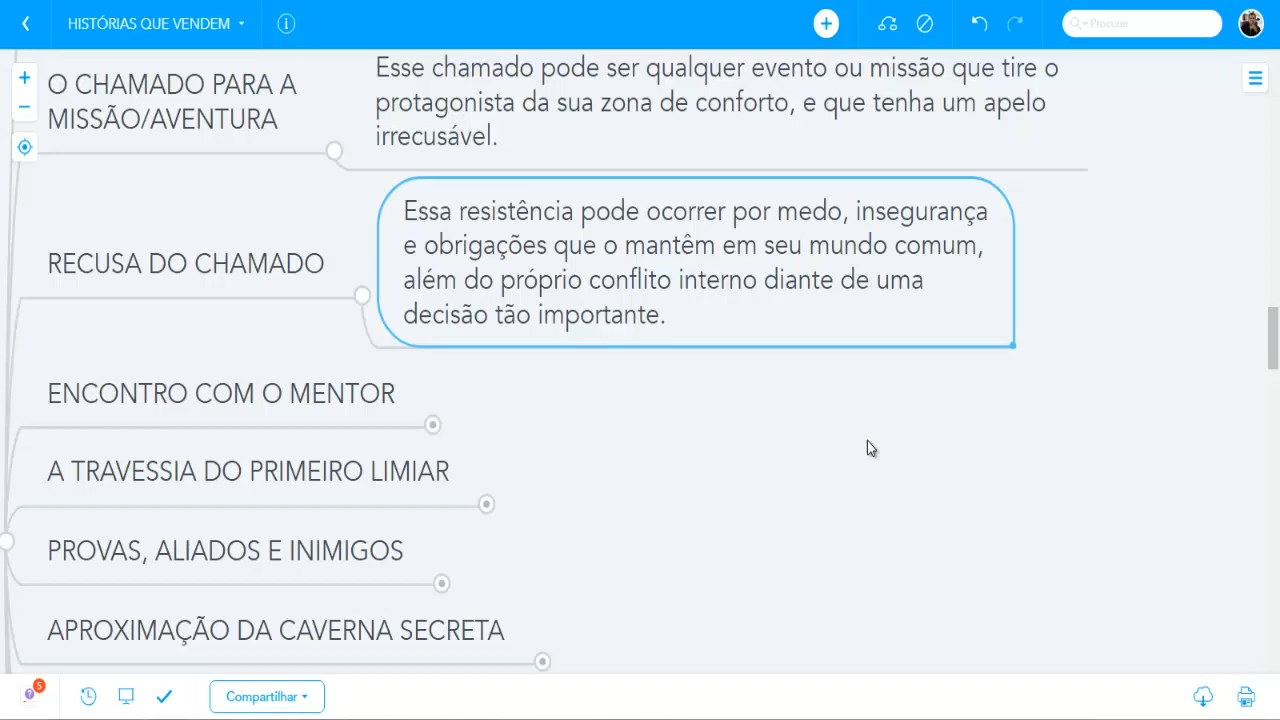 HISTÓRIAS QUE VENDEM
Procurar
O CHAMADO PARA A
MISSÃO/AVENTURA
Esse chamado pode ser qualquer evento ou missão que tire o
protagonista da sua zona de conforto, e que tenha um apelo
irrecusável.
RECUSA DO CHAMADO
Essa resistência pode ocorrer por medo, insegurança
e obrigações que o mantêm em seu mundo comum,
além do próprio conflito interno diante de uma
decisão tão importante.
ENCONTRO COM O MENTOR
A TRAVESSIA DO PRIMEIRO LIMIAR
PROVAS, ALIADOS E INIMIGOS
APROXIMAÇÃO DA CAVERNA SECRETA
5
Compartilhar